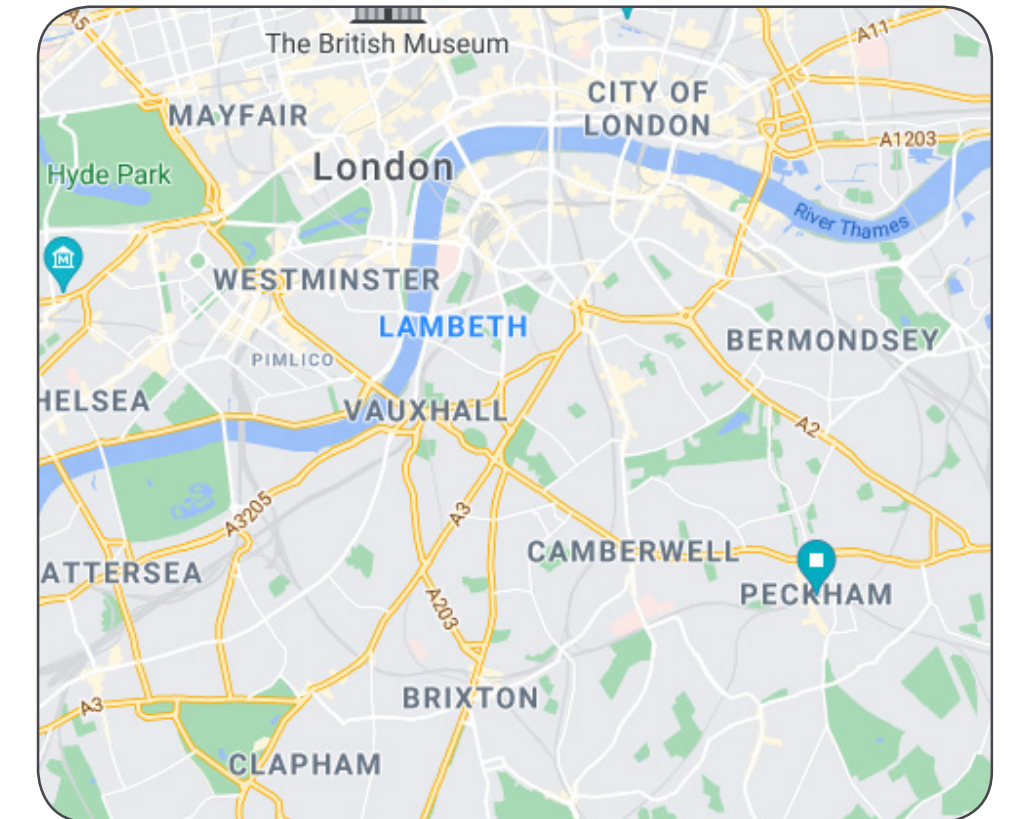 A5
The British Museum
A11
CITY OF
LONDON
MAYFAIR
A1203
London
Hyde Park
River Thames
M
WESTMINSTER
LAMBETH
BERMONDSEY
PIMLICO
HELSEA
VAUXHALL
A2
A3205
A3
CAMBERWELL
ATTERSEA
PECKHAM
A203
BRIXTON
A3
CLAPHAM